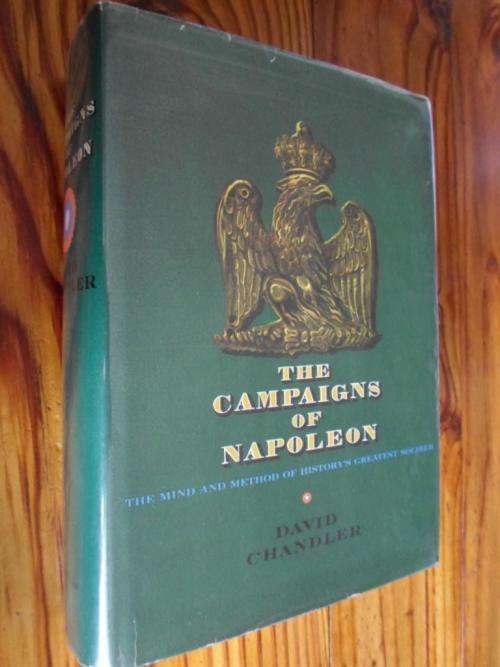 THE
CAMPAIGNS
OF
NAPOLEON
THE MIND AND METHOD OF HISTORY'S GREATEST SOLDIER
DAVID
CHANDLER